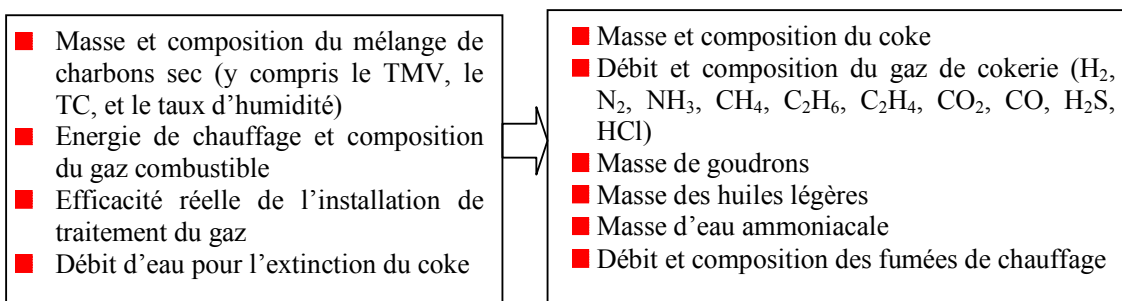 Masse et composition du mélange de
charbons sec (y compris le TMV, le
TC, et le taux d’humidité)
Energie de chauffage et composition
du gaz combustible
Efficacité réelle de l’installation de
traitement du gaz
Débit d’eau pour l’extinction du coke
Masse et composition du coke
Débit et composition du gaz de cokerie (H₂,
N₂, NH₃, CH₄, C₂H₆, C₂H₄, CO₂, CO, H₂S,
HCl)
Masse de goudrons
Masse des huiles légères
Masse d’eau ammoniacale
Débit et composition des fumées de chauffage